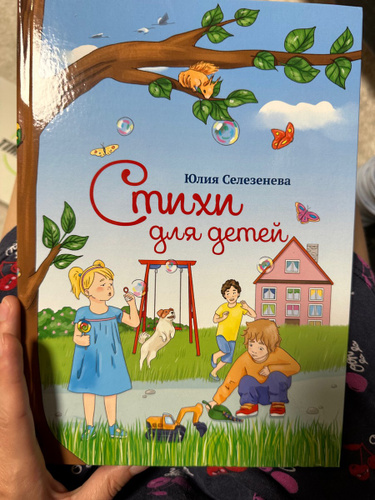 Юлия Селезенева
Стихи
для детей